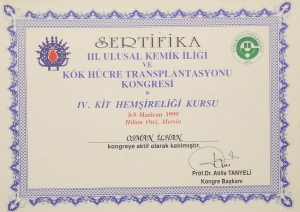 SERTİFİKA
III. ULUSAL KEMİK İLİĞİ
VE
KÖK HÜCRE TRANSPLANTASYONU
KONGRESİ
*
IV. KİT HEMŞİRELİĞİ KURSU
3-5 Haziran 1999
Hilton Otel, Mersin
OSMAN İLHAN
kongreye aktif olarak katılmıştır.
Prof.Dr. Atilla TANYELİ
Kongre Başkanı